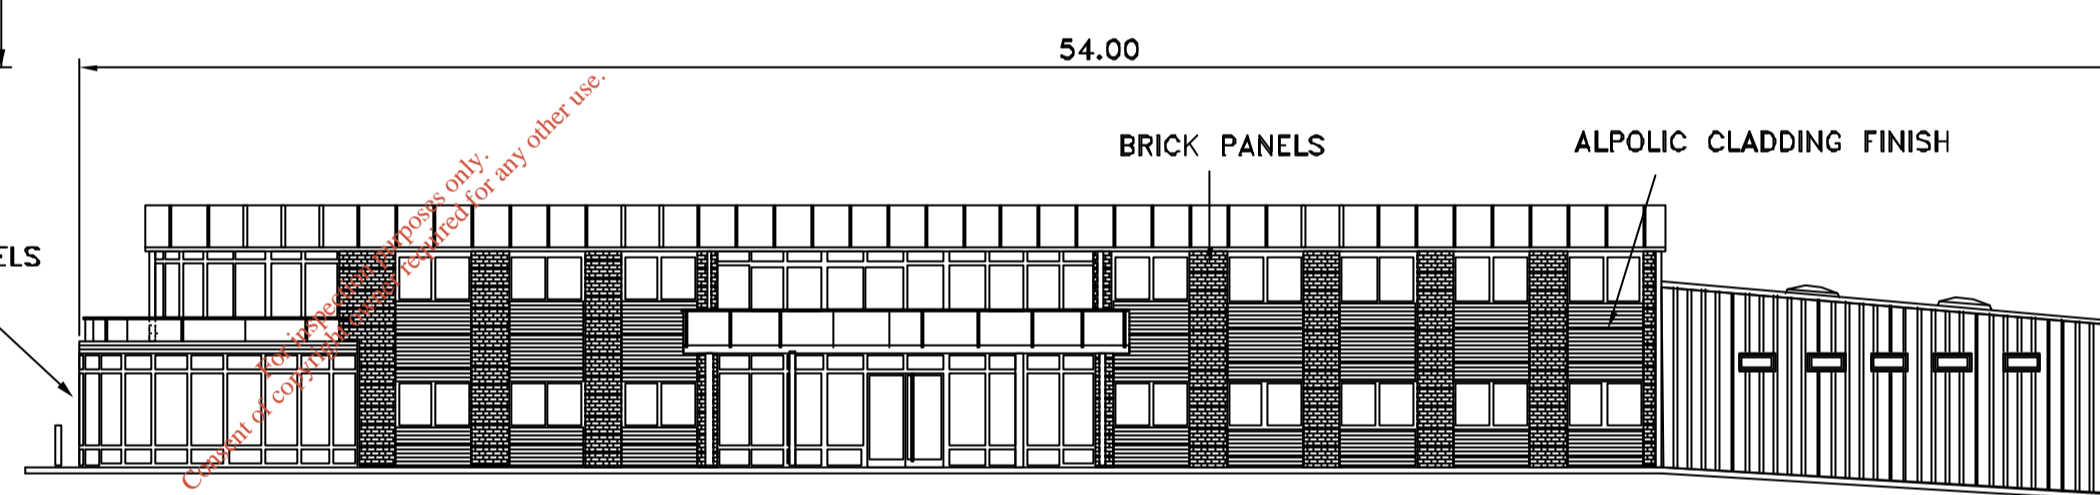 54.00
BRICK PANELS
ALPOLIC CLADDING FINISH
ELS
For inspection purposes only.
Consent of copyright owner required for any other use.